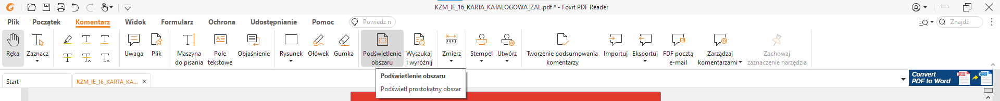 KZM_IE_16_KARTA_KATALOGOWA_ZAL.pdf * - Foxit PDF Reader
Plik Początek Komentarz Widok Formularz Ochrona Udostępnianie Pomoc Powiedz n Znajdź
Ręka Zaznacz Uwaga Plik Maszyna do pisania Pole tekstowe Objaśnienie Rysunek Ołówek Gumka Podświetlenie obszaru Wyszukaj i wyróżnij Zmierz Stempel Utwórz Tworzenie podsumowania komentarzy Importuj Eksportuj FDF pocztą e-mail Zarządzaj komentarzami Zachowaj zaznaczenie narzędzia
Start KZM_IE_16_KARTA_KA...
Convert
PDF to Word
PDF DOC
Podświetlenie obszaru
Podświetl prostokątny obszar